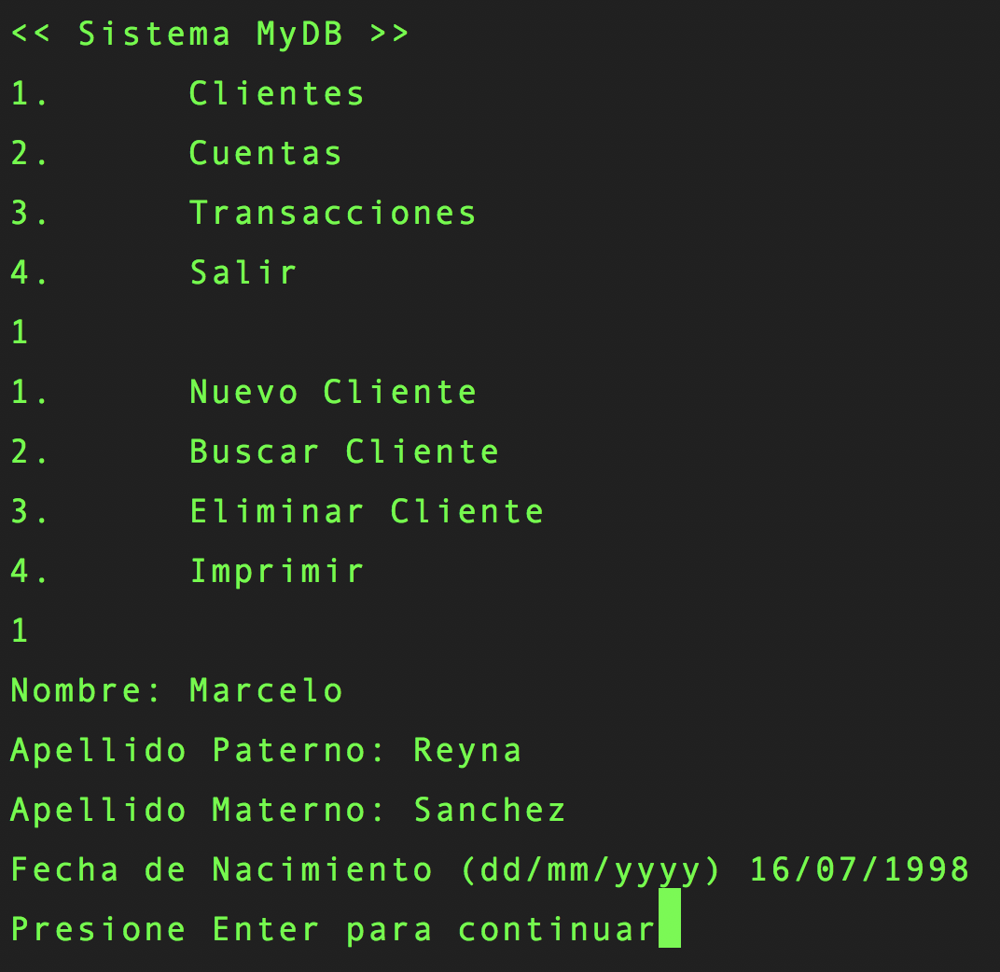 << Sistema MyDB >>
1. Clientes
2. Cuentas
3. Transacciones
4. Salir
1
1. Nuevo Cliente
2. Buscar Cliente
3. Eliminar Cliente
4. Imprimir
1
Nombre: Marcelo
Apellido Paterno: Reyna
Apellido Materno: Sanchez
Fecha de Nacimiento (dd/mm/yyyy) 16/07/1998
Presione Enter para continuar